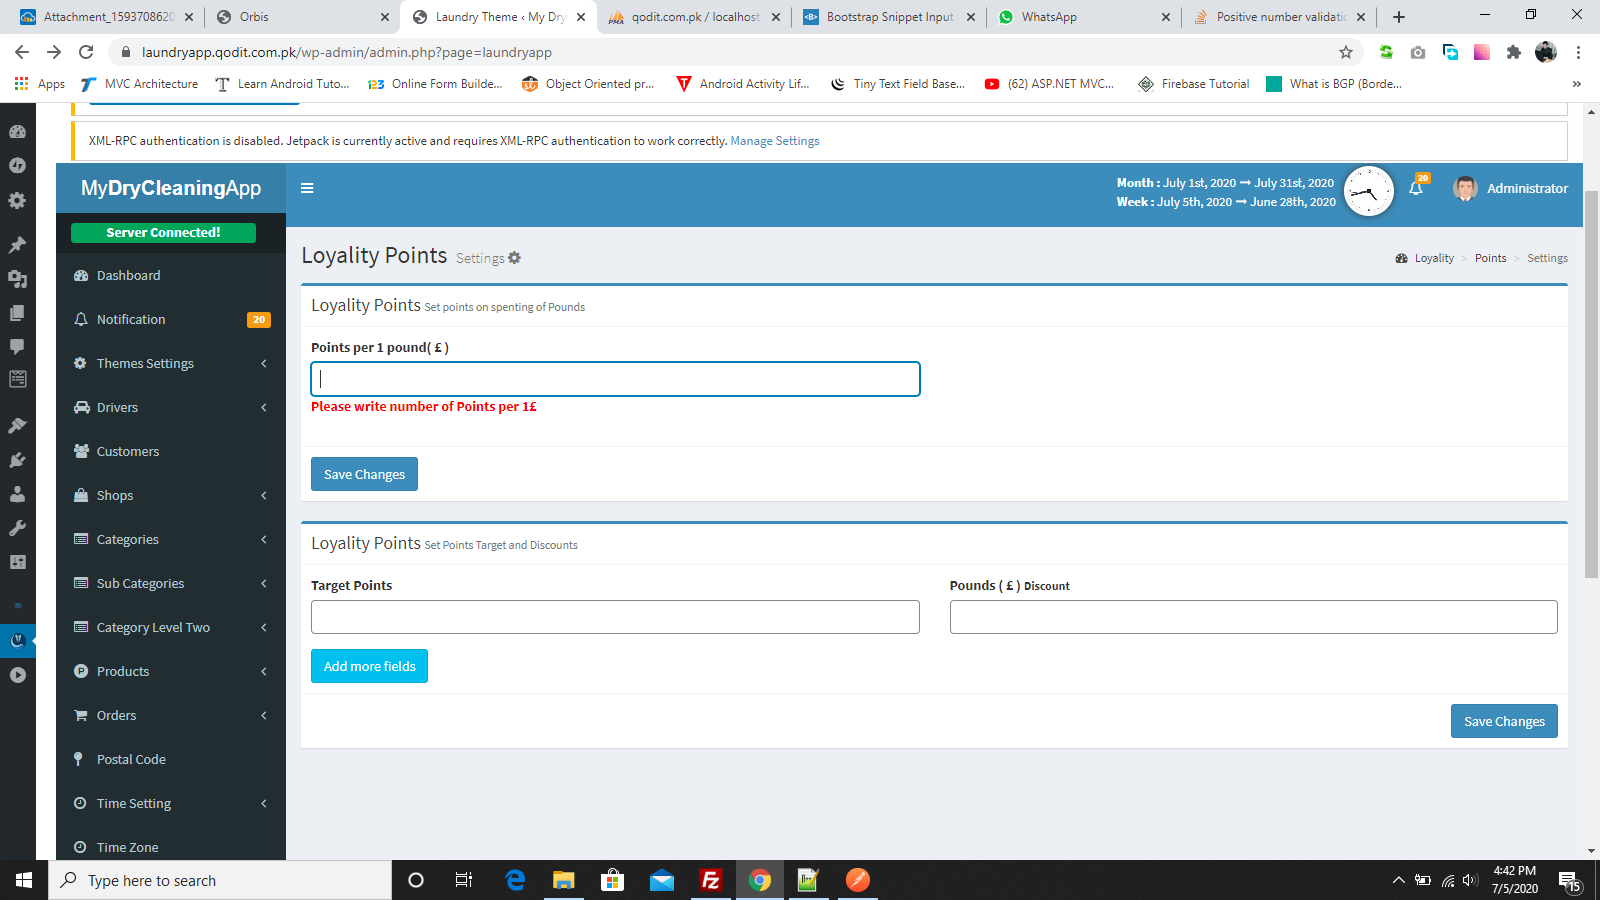 Attachment_1593708620
Orbis
Laundry Theme ‹ My Dry
qodit.com.pk / localhost
Bootstrap Snippet Input
WhatsApp
Positive number validatio
laundryapp.qodit.com.pk/wp-admin/admin.php?page=laundryapp
Apps
MVC Architecture
Learn Android Tuto...
Online Form Builde...
Object Oriented pr...
Android Activity Lif...
Tiny Text Field Base...
(62) ASP.NET MVC...
Firebase Tutorial
What is BGP (Borde...
XML-RPC authentication is disabled. Jetpack is currently active and requires XML-RPC authentication to work correctly. Manage Settings
MyDryCleaningApp
Month : July 1st, 2020 ➞ July 31st, 2020
Week : July 5th, 2020 ➞ June 28th, 2020
20
Administrator
Server Connected!
Dashboard
Notification 20
Themes Settings
Drivers
Customers
Shops
Categories
Sub Categories
Category Level Two
Products
Orders
Postal Code
Time Setting
Time Zone
Loyality Points Settings
Loyality > Points > Settings
Loyality Points Set points on spenting of Pounds
Points per 1 pound( £ )
Please write number of Points per 1£
Save Changes
Loyality Points Set Points Target and Discounts
Target Points
Pounds ( £ ) Discount
Add more fields
Save Changes
Type here to search
4:42 PM
7/5/2020
15